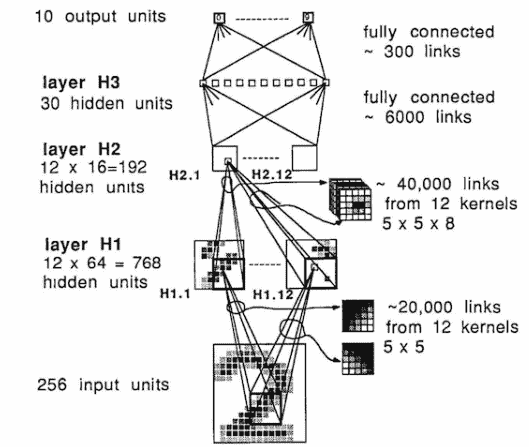 10 output units
0
9
fully connected
~ 300 links
layer H3
30 hidden units
fully connected
~ 6000 links
layer H2
12 x 16=192
hidden units
H2.1
H2.12
~ 40,000 links
from 12 kernels
5 x 5 x 8
layer H1
12 x 64 = 768
hidden units
H1.1
H1.12
~20,000 links
from 12 kernels
5 x 5
256 input units